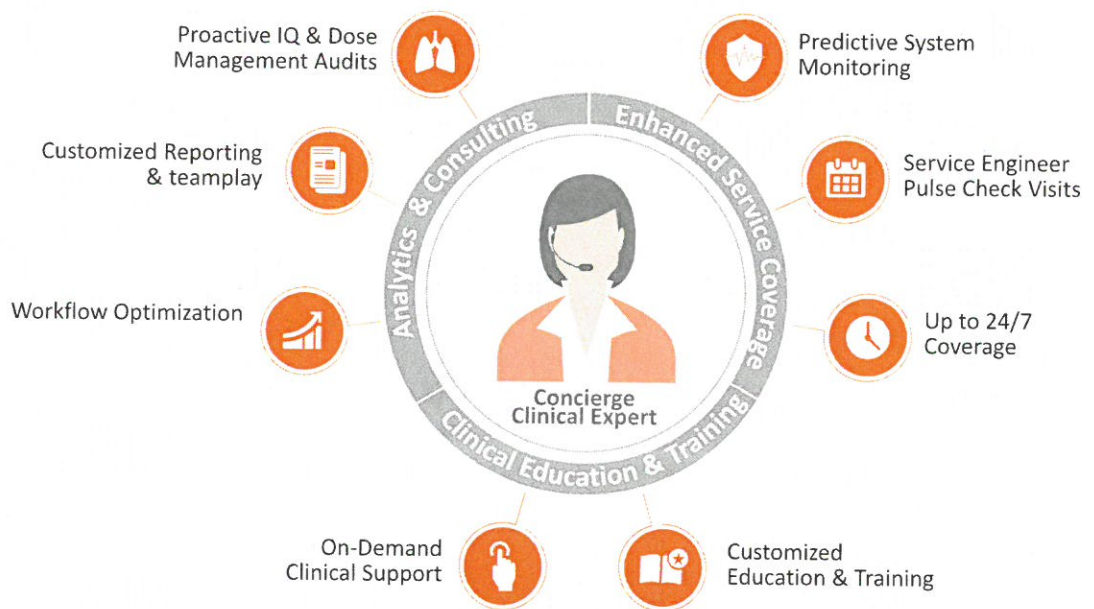 Proactive IQ & Dose
Management Audits
Customized Reporting
& teamplay
Workflow Optimization
Predictive System
Monitoring
Service Engineer
Pulse Check Visits
Up to 24/7
Coverage
Analytics & Consulting
Enhanced Service Coverage
Clinical Education & Training
Concierge
Clinical Expert
On-Demand
Clinical Support
Customized
Education & Training